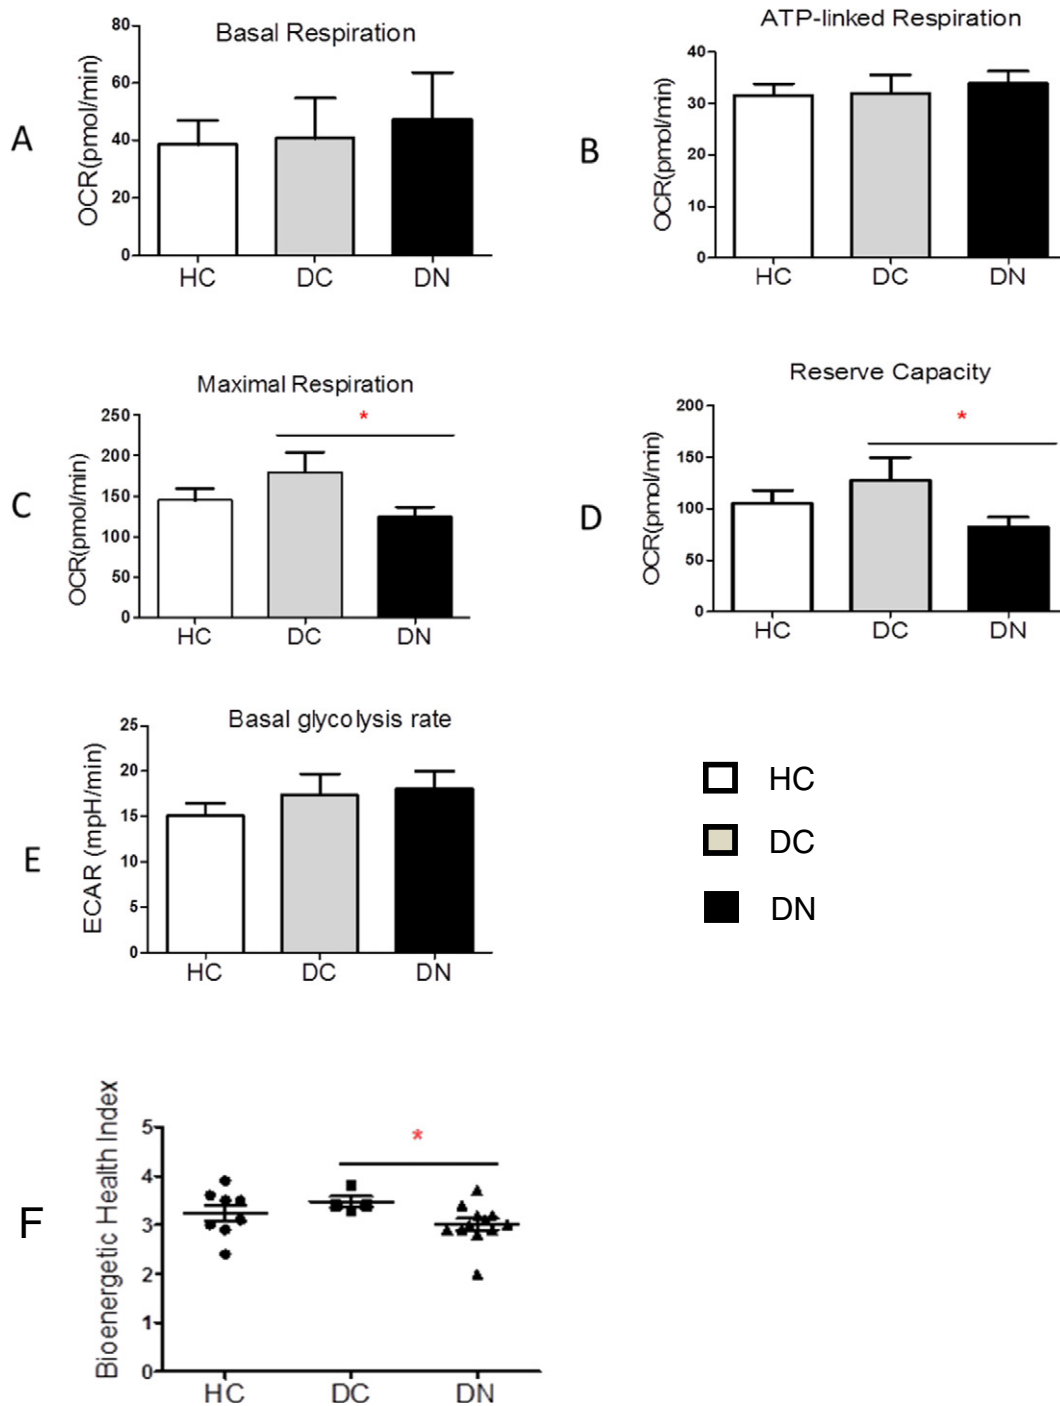 A
Basal Respiration
OCR(pmol/min)
80
60
40
20
0
HC DC DN
B
ATP-linked Respiration
OCR(pmol/min)
40
30
20
10
0
HC DC DN
C
Maximal Respiration
OCR(pmol/min)
250
200
150
100
50
0
*
HC DC DN
D
Reserve Capacity
OCR(pmol/min)
200
150
100
50
0
*
HC DC DN
E
Basal glycolysis rate
ECAR (mpH/min)
25
20
15
10
5
0
HC DC DN
HC
DC
DN
F
Bioenergetic Health Index
5
4
3
2
1
0
*
HC DC DN